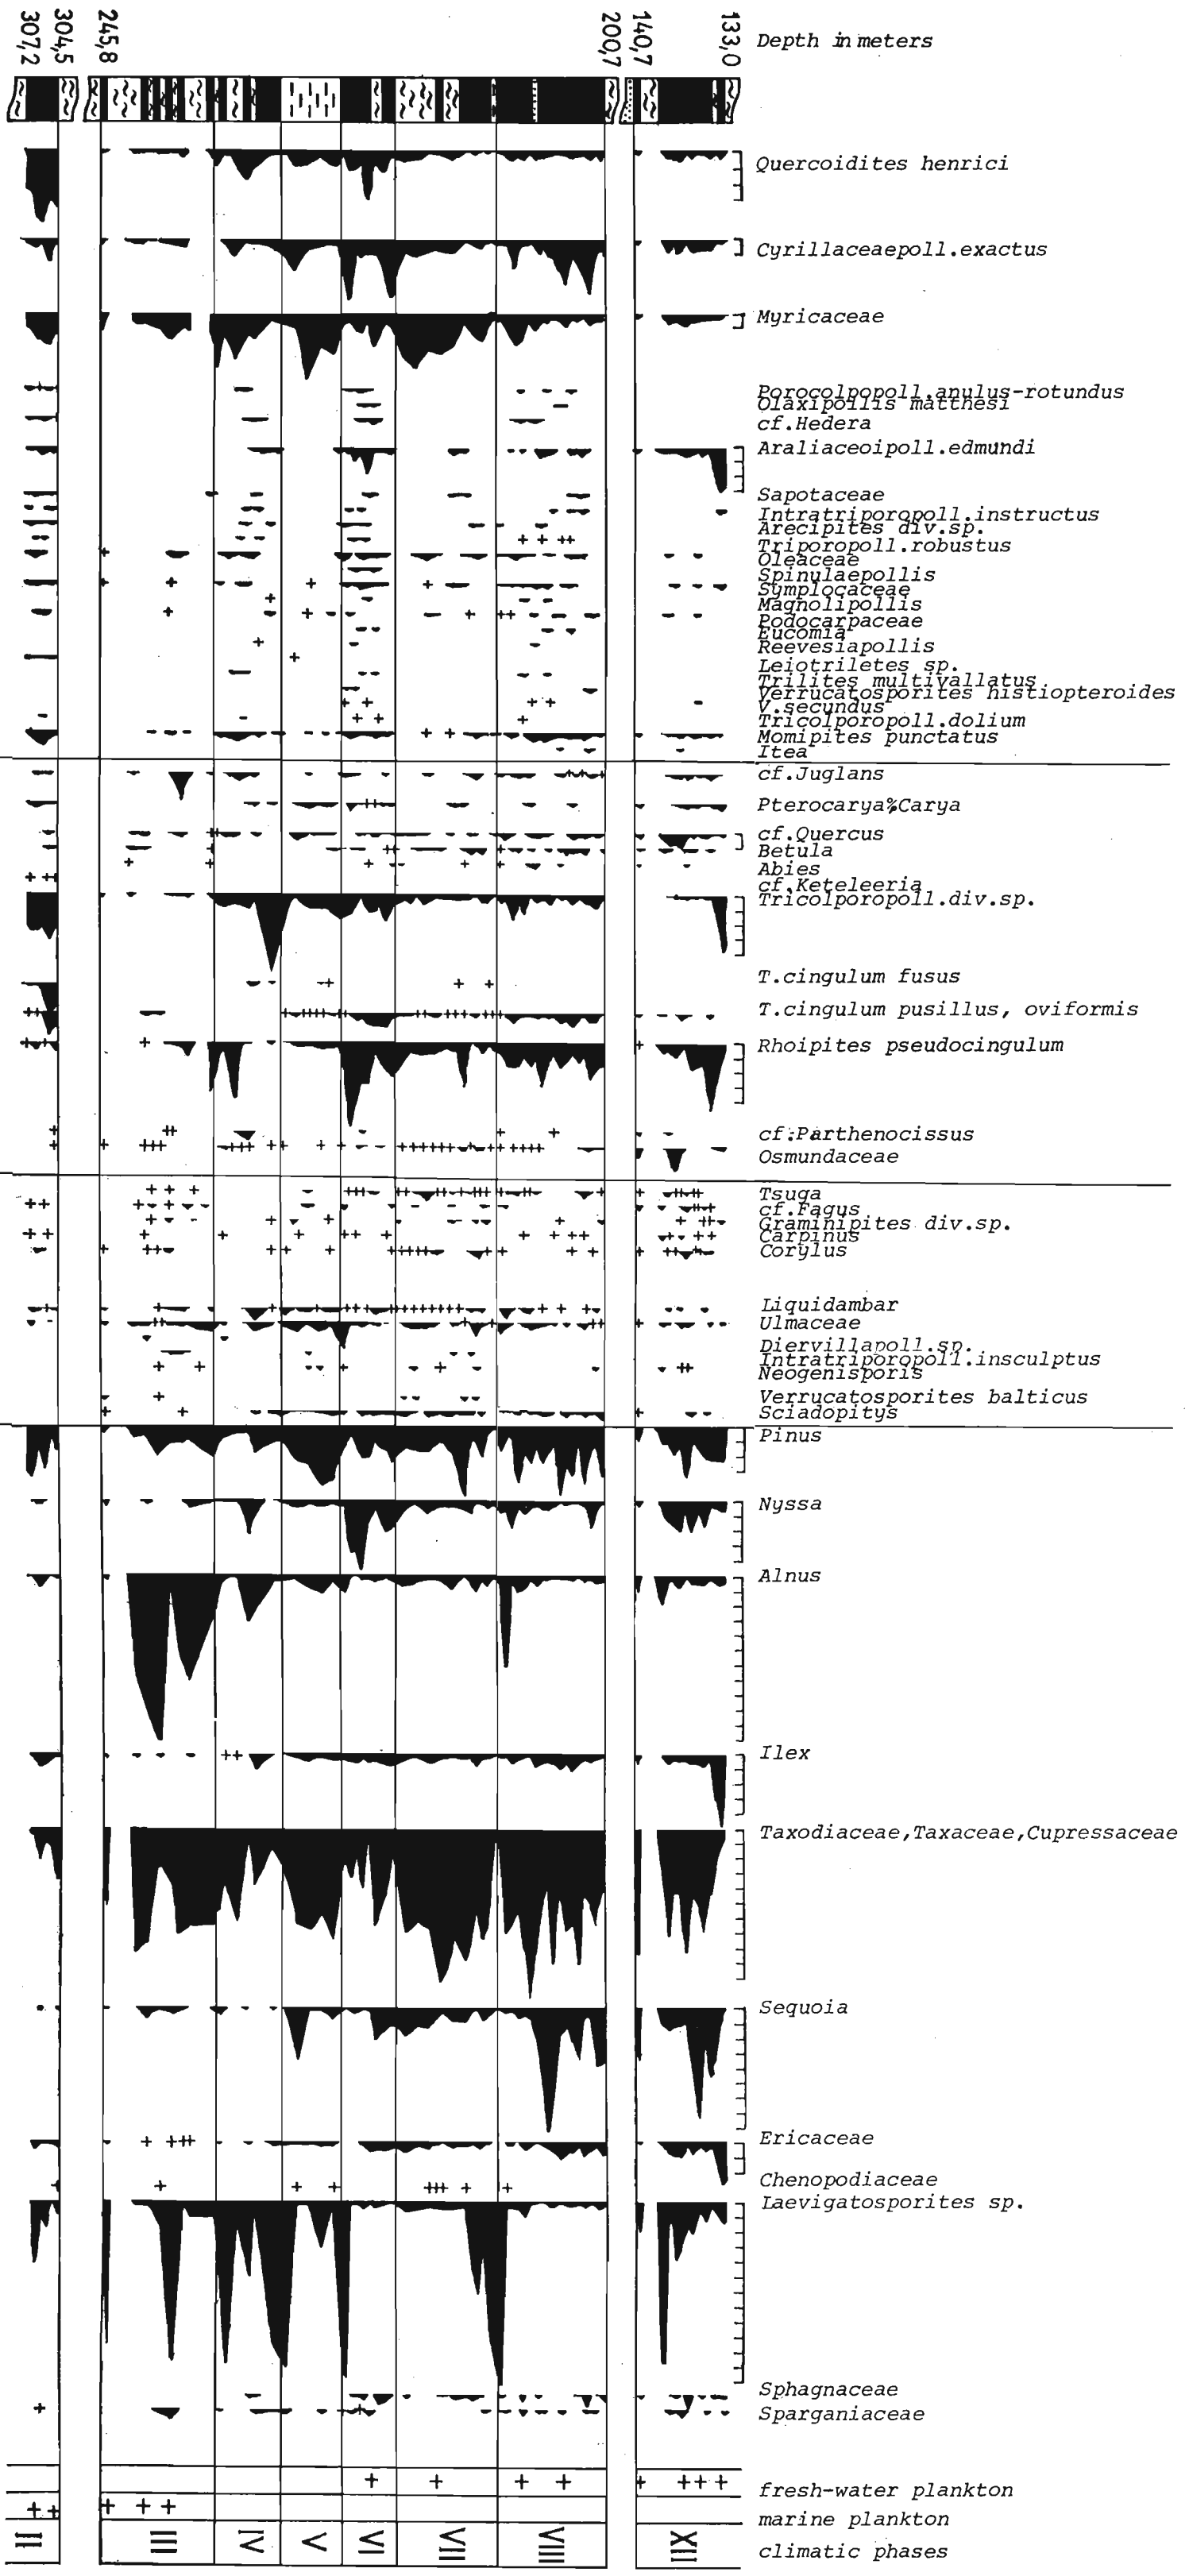 307,2
304,5
245,8
200,7
140,7
133,0
Depth in meters
Quercoidites henrici
Cyrillaceaepoll.exactus
Myricaceae
Porocolpopoll.anulus-rotundus
Olaxipollis matthesi
cf.Hedera
Araliaceoipoll.edmundi
Sapotaceae
Intratriporopoll.instructus
Arecipites div.sp.
Triporopoll.robustus
Oleaceae
Spinulaepollis
Symplocaceae
Magnolipollis
Podocarpaceae
Eucomia
Reevesiapollis
Leiotriletes sp.
Trilites multivallatus
Verrucatosporites histiopteroides
V.secundus
Tricolporopoll.dolium
Momipites punctatus
Itea
cf.Juglans
Pterocarya%Carya
cf.Quercus
Betula
Abies
cf.Keteleeria
Tricolporopoll.div.sp.
T.cingulum fusus
T.cingulum pusillus, oviformis
Rhoipites pseudocingulum
cf.Parthenocissus
Osmundaceae
Tsuga
cf.Fagus
Graminipites div.sp.
Carpinus
Corylus
Liquidambar
Ulmaceae
Diervillapoll.sp.
Intratriporopoll.insculptus
Neogenisporis
Verrucatosporites balticus
Sciadopitys
Pinus
Nyssa
Alnus
Ilex
Taxodiaceae,Taxaceae,Cupressaceae
Sequoia
Ericaceae
Chenopodiaceae
Laevigatosporites sp.
Sphagnaceae
Sparganiaceae
fresh-water plankton
marine plankton
climatic phases
II
III
IV
V
VI
VII
VIII
XII